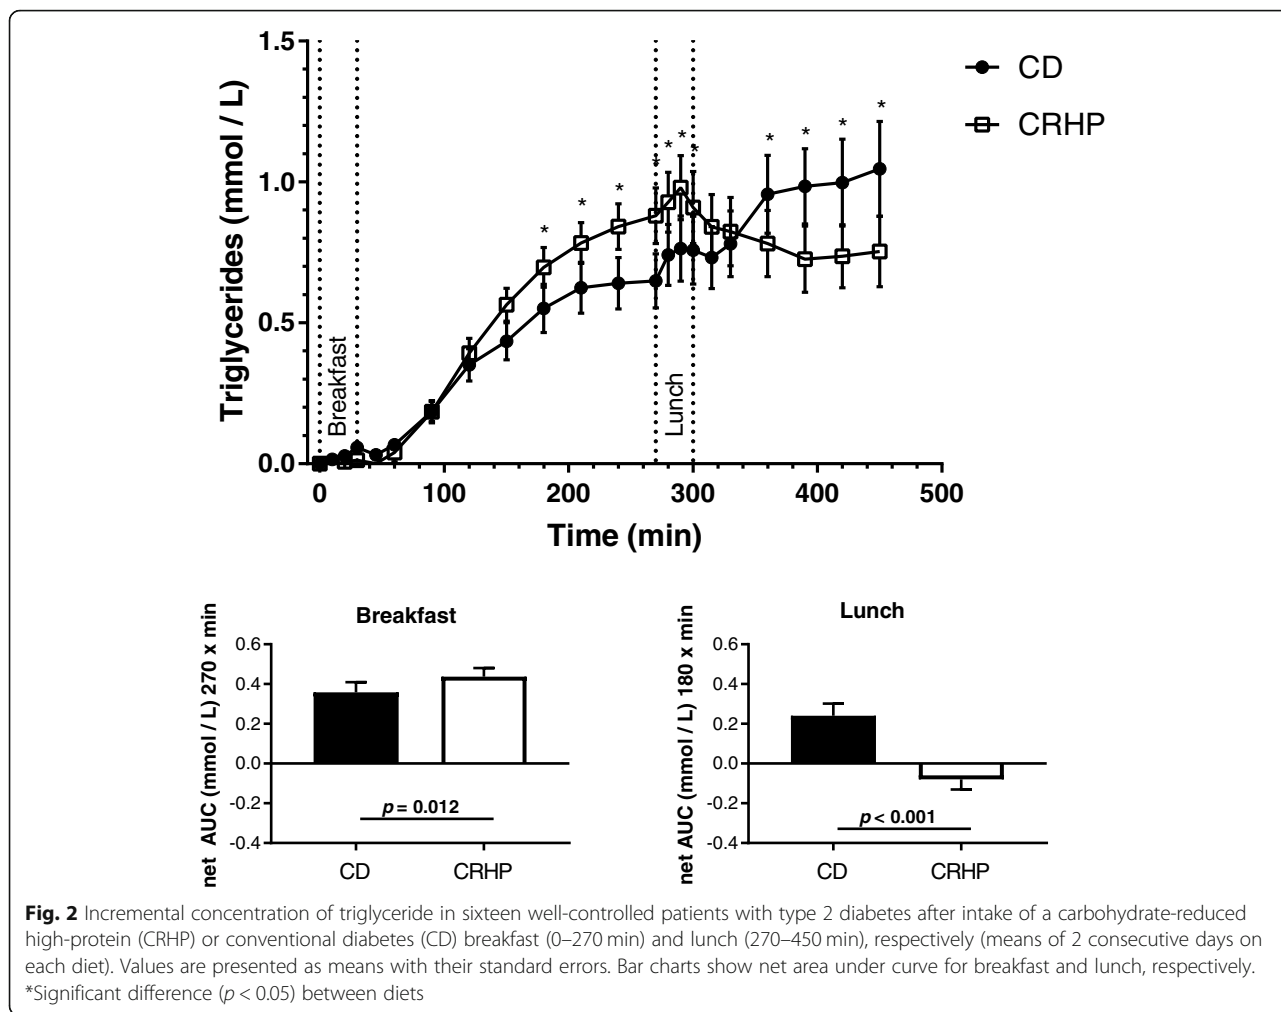 1.5
CD
CRHP
* * * * * * * * * * * *
Triglycerides (mmol / L)
1.0
0.5
0.0
Breakfast
Lunch
0 100 200 300 400 500
Time (min)
Breakfast
net AUC (mmol / L) 270 x min
0.6
0.4
0.2
0.0
-0.2
-0.4
p = 0.012
CD CRHP
Lunch
net AUC (mmol / L) 180 x min
0.6
0.4
0.2
0.0
-0.2
-0.4
p < 0.001
CD CRHP
Fig. 2 Incremental concentration of triglyceride in sixteen well-controlled patients with type 2 diabetes after intake of a carbohydrate-reduced
high-protein (CRHP) or conventional diabetes (CD) breakfast (0–270 min) and lunch (270–450 min), respectively (means of 2 consecutive days on
each diet). Values are presented as means with their standard errors. Bar charts show net area under curve for breakfast and lunch, respectively.
*Significant difference (p < 0.05) between diets